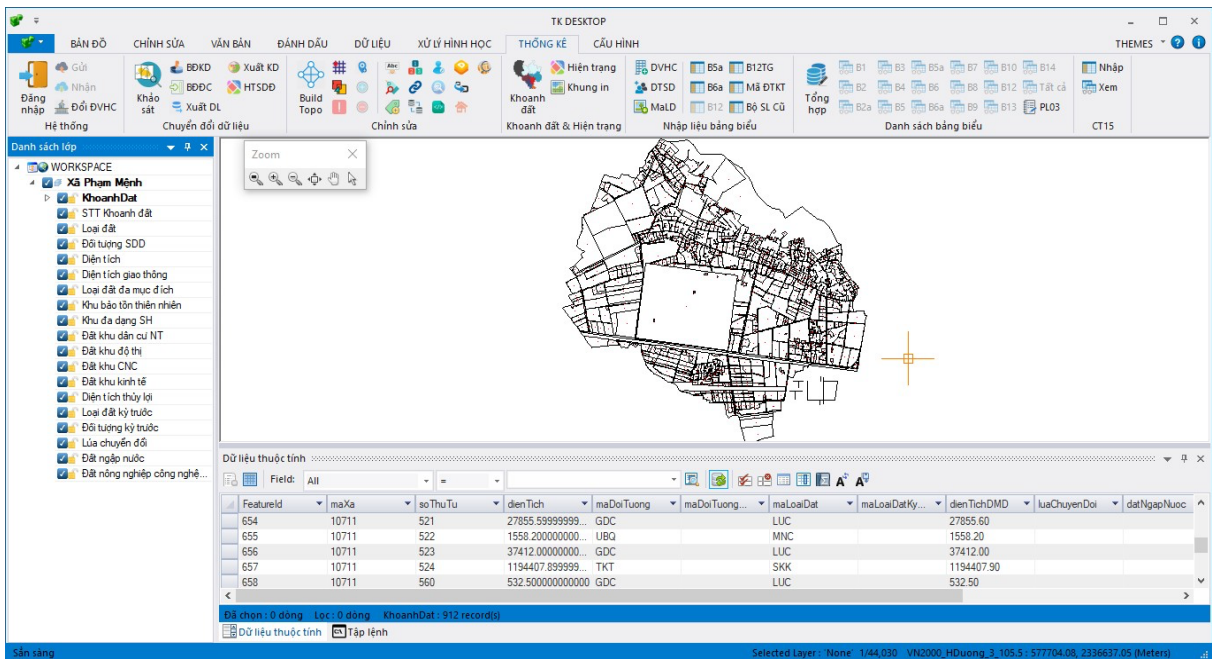 TK DESKTOP
BẢN ĐỒ CHỈNH SỬA VĂN BẢN ĐÁNH DẤU DỮ LIỆU XỬ LÝ HÌNH HỌC THỐNG KÊ CẤU HÌNH THEMES
Gửi BĐKD Xuất KD Abc Hiện trạng DVHC B5a B12TG B1 B3 B5a B7 B10 B14 Nhập
Nhận BĐĐC HTSDĐ Khung in DTSD B6a Mã ĐTKT B2 B4 B6 B8 B12 Tất cả Xem
Đăng nhập Đổi ĐVHC Khảo sát Xuất DL Build Topo Khoanh đất MaLD B12 Bộ SL Cũ Tổng hợp B2a B5 B6a B9 B13 PL03
Hệ thống Chuyển đổi dữ liệu Chỉnh sửa Khoanh đất & Hiện trạng Nhập liệu bảng biểu Danh sách bảng biểu CT15
Danh sách lớp
WORKSPACE
Xã Phạm Mệnh
KhoanhDat
STT Khoanh đất
Loại đất
Đối tượng SDD
Diện tích
Diện tích giao thông
Loại đất đa mục đích
Khu bảo tồn thiên nhiên
Khu đa dạng SH
Đất khu dân cư NT
Đất khu đô thị
Đất khu CNC
Đất khu kinh tế
Diện tích thủy lợi
Loại đất kỳ trước
Đối tượng kỳ trước
Lúa chuyển đổi
Đất ngập nước
Đất nông nghiệp công nghệ...
Zoom
Dữ liệu thuộc tính
Field: All =
FeatureId maXa soThuTu dienTich maDoiTuong maDoiTuong... maLoaiDat maLoaiDatKy... dienTichDMD luaChuyenDoi datNgapNuoc
654 10711 521 27855.59999999... GDC LUC 27855.60
655 10711 522 1558.200000000... UBQ MNC 1558.20
656 10711 523 37412.00000000... GDC LUC 37412.00
657 10711 524 1194407.899999... TKT SKK 1194407.90
658 10711 560 532.500000000000 GDC LUC 532.50
Đã chọn : 0 dòng Lọc : 0 dòng KhoanhDat : 912 record(s)
Dữ liệu thuộc tính Tập lệnh
Sẵn sàng Selected Layer : 'None' 1/44,030 VN2000_HDuong_3_105.5 : 577704.08, 2336637.05 (Meters)